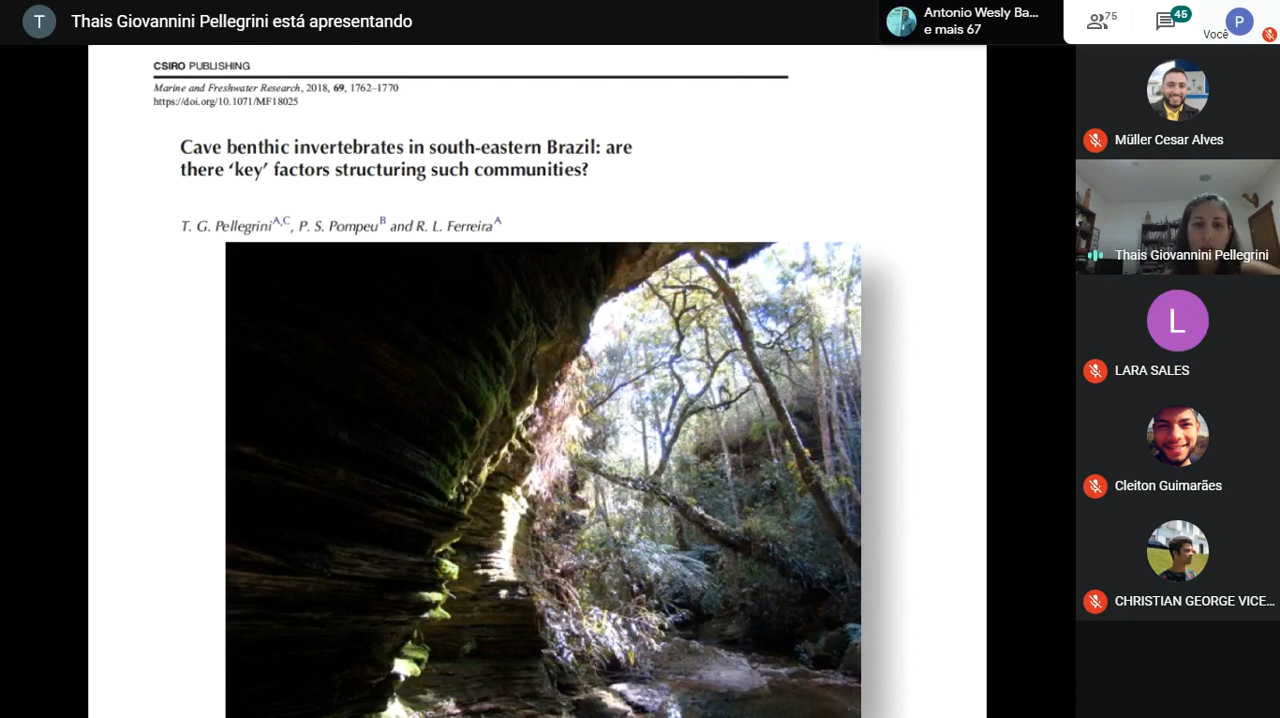 T
Thais Giovannini Pellegrini está apresentando
Antonio Wesly Ba...
e mais 67
75
45
Você
P
CSIRO PUBLISHING
Marine and Freshwater Research, 2018, 69, 1762–1770
https://doi.org/10.1071/MF18025
Cave benthic invertebrates in south-eastern Brazil: are
there ‘key’ factors structuring such communities?
T. G. PellegriniA,C, P. S. PompeuB and R. L. FerreiraA
Müller Cesar Alves
Thais Giovannini Pellegrini
L
LARA SALES
Cleiton Guimarães
CHRISTIAN GEORGE VICE...